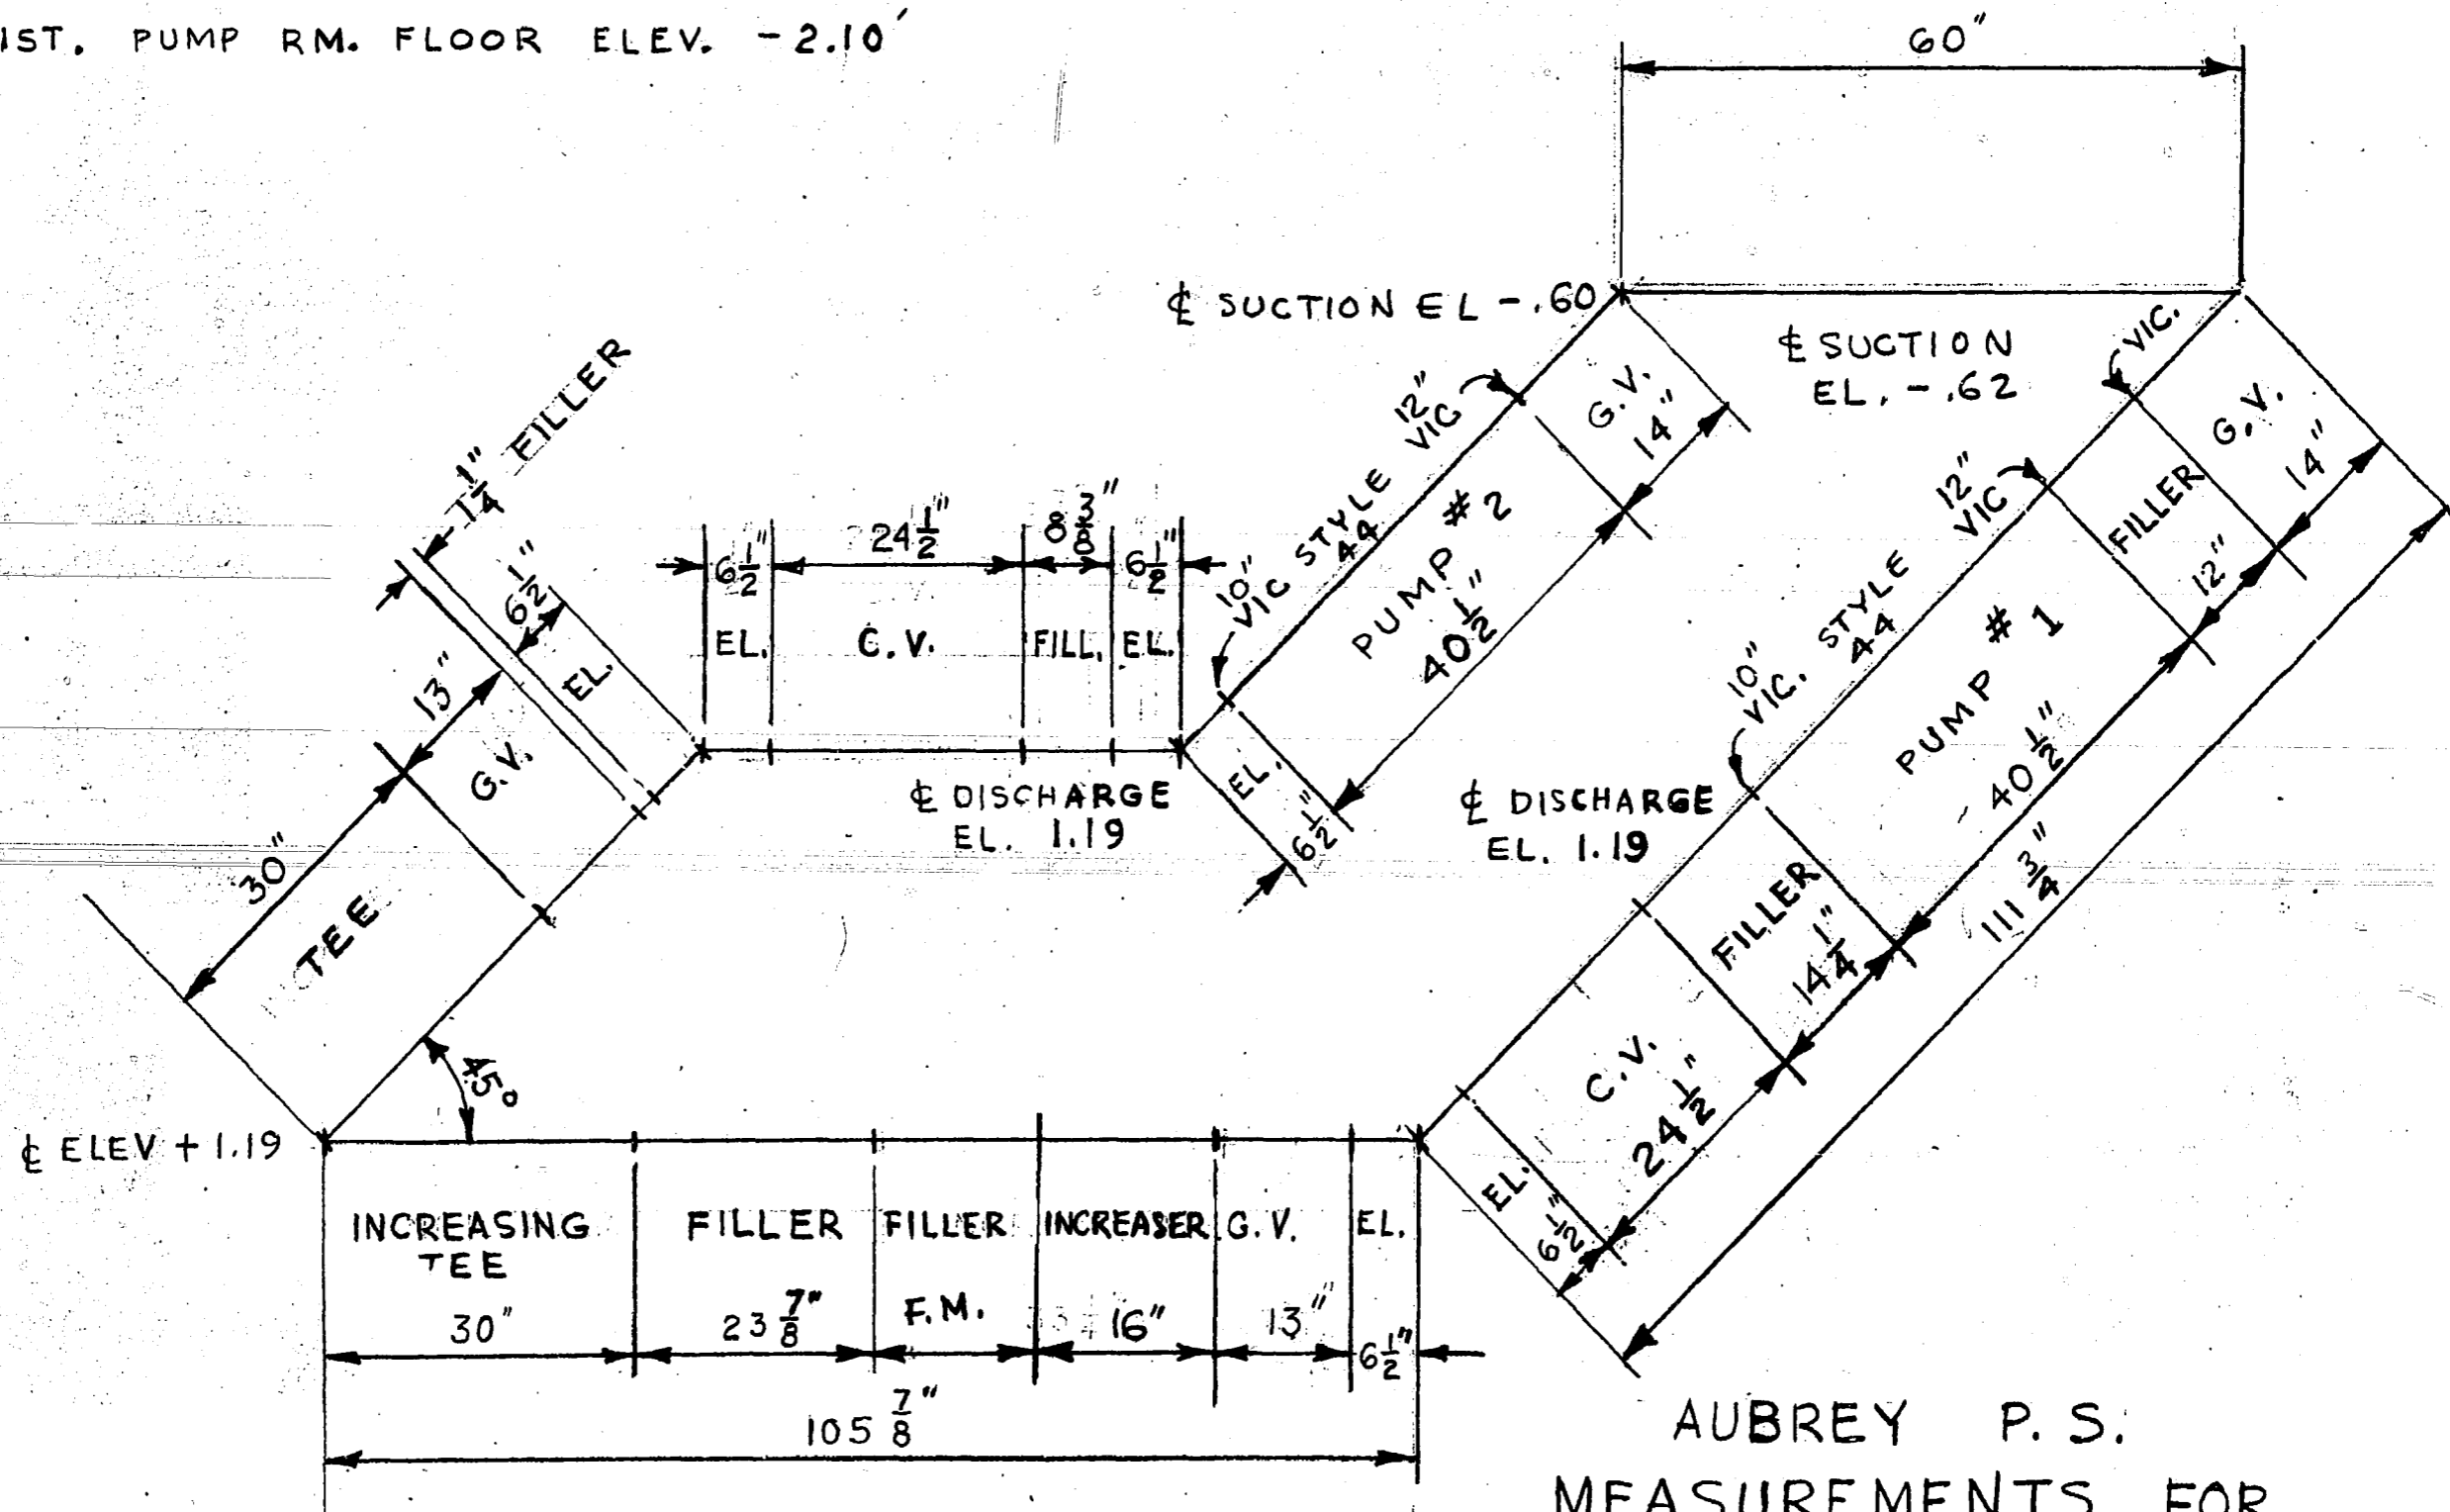 IST. PUMP RM. FLOOR ELEV. -2.10'
60"
℄ SUCTION EL -.60
℄ SUCTION
EL. -.62
1 1/4" FILLER
6 1/2"
EL.
13"
G.V.
30"
TEE
45°
6 1/2"
24 1/2"
8 3/8"
6 1/2"
EL.
C.V.
FILL.
EL.
℄ DISCHARGE
EL. 1.19
10"
VIC STYLE
44
12"
VIC
PUMP #2
40 1/2"
G.V.
14"
EL.
6 1/2"
VIC.
G.V.
14"
FILLER
12"
12"
VIC
10"
VIC. STYLE
44
PUMP #1
40 1/2"
℄ DISCHARGE
EL. 1.19
FILLER
14 1/4"
C.V.
24 1/2"
EL.
6 1/2"
111 3/4"
℄ ELEV + 1.19
INCREASING
TEE
30"
FILLER
23 7/8"
FILLER
F.M.
INCREASER
16"
G.V.
13"
EL.
6 1/2"
105 7/8"
AUBREY P. S.
MEASUREMENTS FOR